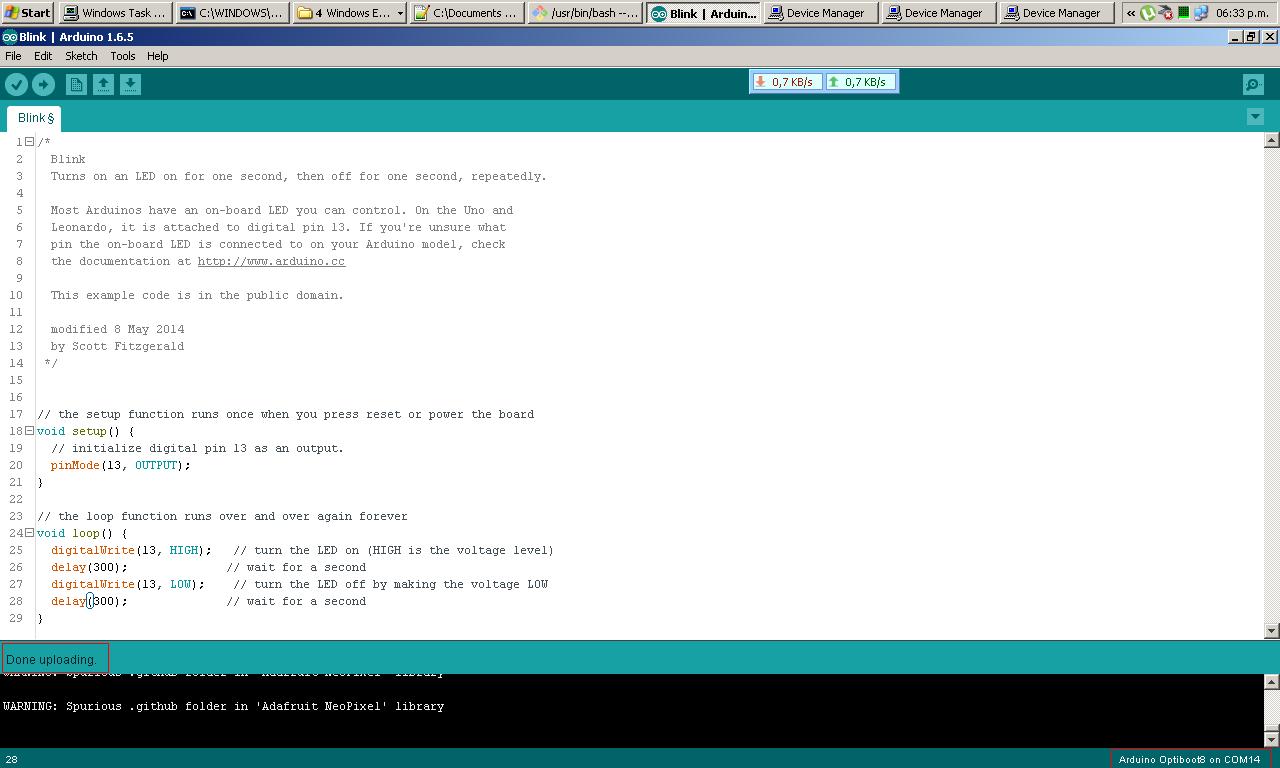 Start Windows Task ... C:\WINDOWS\... 4 Windows E... C:\Documents ... /usr/bin/bash --... Blink | Arduin... Device Manager Device Manager Device Manager « 06:33 p.m.
Blink | Arduino 1.6.5
File Edit Sketch Tools Help
0,7 KB/s 0,7 KB/s
Blink §
1 /*
2 Blink
3 Turns on an LED on for one second, then off for one second, repeatedly.
4
5 Most Arduinos have an on-board LED you can control. On the Uno and
6 Leonardo, it is attached to digital pin 13. If you're unsure what
7 pin the on-board LED is connected to on your Arduino model, check
8 the documentation at http://www.arduino.cc
9
10 This example code is in the public domain.
11
12 modified 8 May 2014
13 by Scott Fitzgerald
14 */
15
16
17 // the setup function runs once when you press reset or power the board
18 void setup() {
19 // initialize digital pin 13 as an output.
20 pinMode(13, OUTPUT);
21 }
22
23 // the loop function runs over and over again forever
24 void loop() {
25 digitalWrite(13, HIGH); // turn the LED on (HIGH is the voltage level)
26 delay(300); // wait for a second
27 digitalWrite(13, LOW); // turn the LED off by making the voltage LOW
28 delay(300); // wait for a second
29 }
Done uploading.
WARNING: Spurious .github folder in 'Adafruit NeoPixel' library
WARNING: Spurious .github folder in 'Adafruit NeoPixel' library
28 Arduino Optiboot8 on COM14